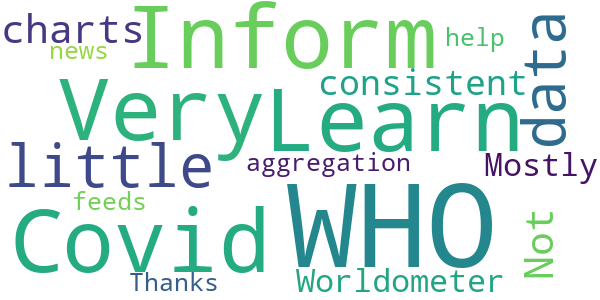 charts
Inform
help
news
data
Very
consistent
Learn
little
aggregation
Mostly
WHO
feeds
Covid
Not
Thanks
Worldometer